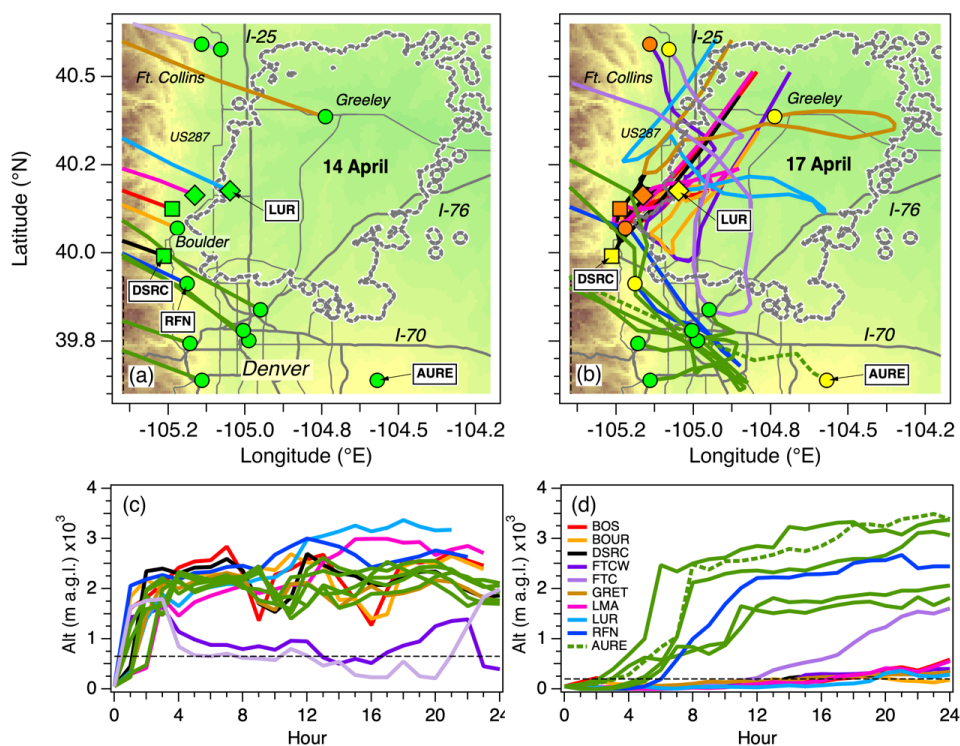 I-25
Ft. Collins
Greeley
US287
14 April
LUR
I-76
Boulder
DSRC
RFN
I-70
Denver
(a)
AURE
40.5
40.2
40.0
39.8
Latitude (°N)
-105.2
-105.0
-104.8
-104.5
-104.2
Longitude (°E)
I-25
Ft. Collins
Greeley
US287
17 April
LUR
I-76
DSRC
I-70
(b)
AURE
-105.2
-105.0
-104.8
-104.5
-104.2
Longitude (°E)
(c)
4
3
2
1
0
Alt (m a.g.l.) x10³
0
4
8
12
16
20
24
Hour
(d)
4
3
2
1
0
Alt (m a.g.l.) x10³
BOS
BOUR
DSRC
FTCW
FTC
GRET
LMA
LUR
RFN
AURE
0
4
8
12
16
20
24
Hour